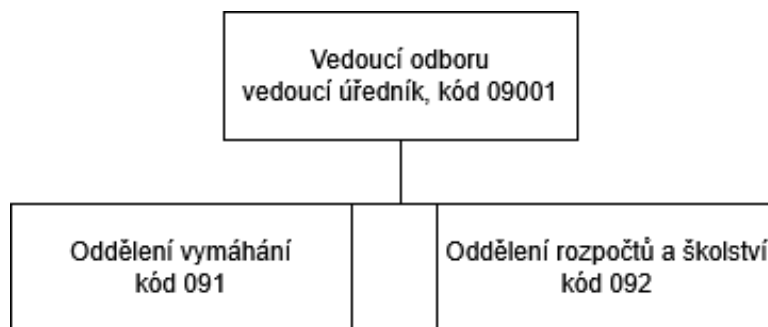 Vedoucí odboru
vedoucí úředník, kód 09001
Oddělení vymáhání
kód 091
Oddělení rozpočtů a školství
kód 092